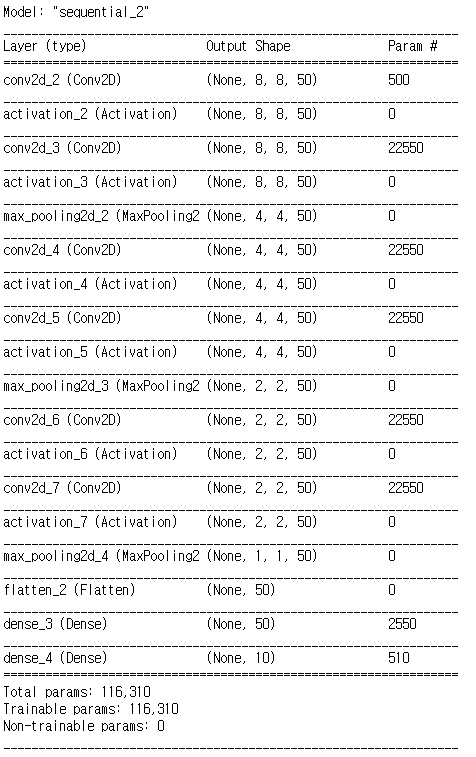 Model: "sequential_2"
Layer (type) Output Shape Param #
conv2d_2 (Conv2D) (None, 8, 8, 50) 500
activation_2 (Activation) (None, 8, 8, 50) 0
conv2d_3 (Conv2D) (None, 8, 8, 50) 22550
activation_3 (Activation) (None, 8, 8, 50) 0
max_pooling2d_2 (MaxPooling2 (None, 4, 4, 50) 0
conv2d_4 (Conv2D) (None, 4, 4, 50) 22550
activation_4 (Activation) (None, 4, 4, 50) 0
conv2d_5 (Conv2D) (None, 4, 4, 50) 22550
activation_5 (Activation) (None, 4, 4, 50) 0
max_pooling2d_3 (MaxPooling2 (None, 2, 2, 50) 0
conv2d_6 (Conv2D) (None, 2, 2, 50) 22550
activation_6 (Activation) (None, 2, 2, 50) 0
conv2d_7 (Conv2D) (None, 2, 2, 50) 22550
activation_7 (Activation) (None, 2, 2, 50) 0
max_pooling2d_4 (MaxPooling2 (None, 1, 1, 50) 0
flatten_2 (Flatten) (None, 50) 0
dense_3 (Dense) (None, 50) 2550
dense_4 (Dense) (None, 10) 510
Total params: 116,310
Trainable params: 116,310
Non-trainable params: 0